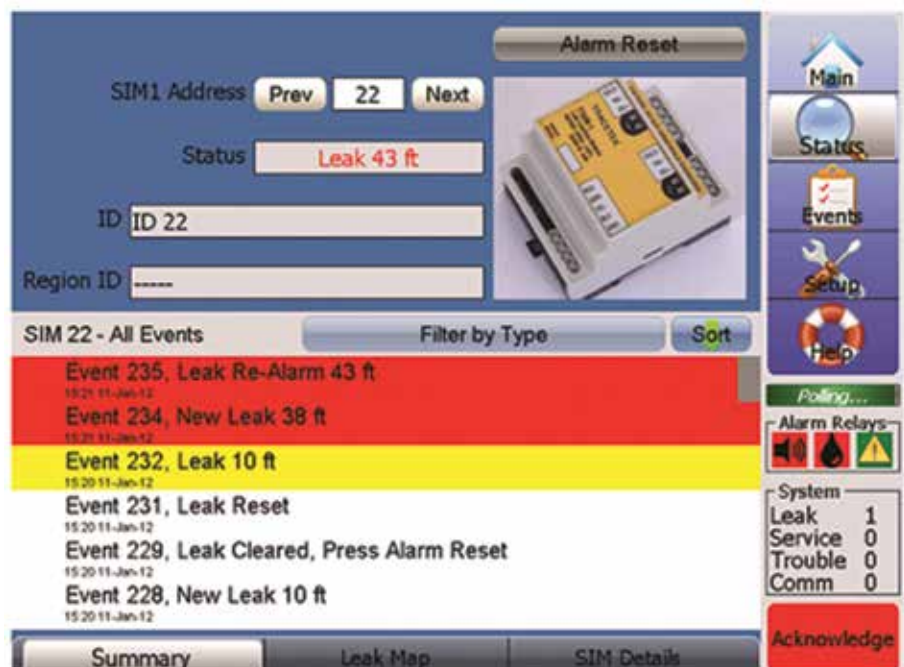 Alarm Reset
SIM1 Address Prev 22 Next
Status Leak 43 ft
ID ID 22
Region ID -----
SIM 22 - All Events Filter by Type Sort
Event 235, Leak Re-Alarm 43 ft
15:21 11-Jan-12
Event 234, New Leak 38 ft
15:21 11-Jan-12
Event 232, Leak 10 ft
15:20 11-Jan-12
Event 231, Leak Reset
15:20 11-Jan-12
Event 229, Leak Cleared, Press Alarm Reset
15:20 11-Jan-12
Event 228, New Leak 10 ft
15:20 11-Jan-12
Summary Leak Map SIM Details
Main
Status
Events
Setup
Help
Polling...
Alarm Relays
System
Leak 1
Service 0
Trouble 0
Comm 0
Acknowledge